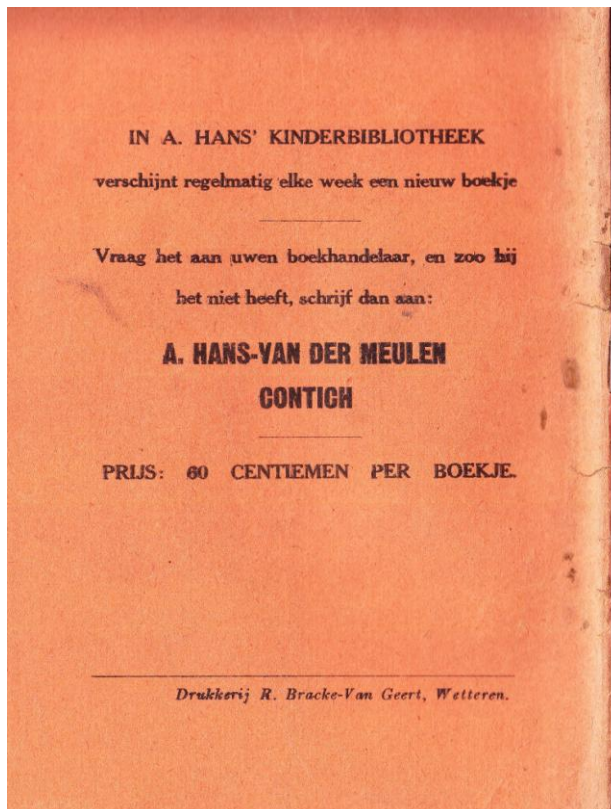 IN A. HANS' KINDERBIBLIOTHEEK
verschijnt regelmatig elke week een nieuw boekje
Vraag het aan uwen boekhandelaar, en zoo hij
het niet heeft, schrijf dan aan:
A. HANS-VAN DER MEULEN
CONTICH
PRIJS: 60 CENTIEMEN PER BOEKJE.
Drukkerij R. Bracke-Van Geert, Wetteren.